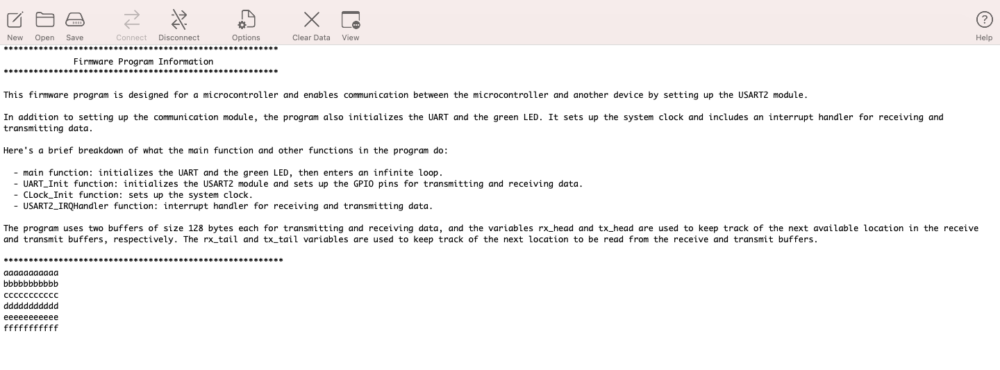 New Open Save Connect Disconnect Options Clear Data View Help
*******************************************************
Firmware Program Information
*******************************************************
This firmware program is designed for a microcontroller and enables communication between the microcontroller and another device by setting up the USART2 module.
In addition to setting up the communication module, the program also initializes the UART and the green LED. It sets up the system clock and includes an interrupt handler for receiving and
transmitting data.
Here's a brief breakdown of what the main function and other functions in the program do:
- main function: initializes the UART and the green LED, then enters an infinite loop.
- UART_Init function: initializes the USART2 module and sets up the GPIO pins for transmitting and receiving data.
- CLock_Init function: sets up the system clock.
- USART2_IRQHandler function: interrupt handler for receiving and transmitting data.
The program uses two buffers of size 128 bytes each for transmitting and receiving data, and the variables rx_head and tx_head are used to keep track of the next available location in the receive
and transmit buffers, respectively. The rx_tail and tx_tail variables are used to keep track of the next location to be read from the receive and transmit buffers.
********************************************************
aaaaaaaaaaa
bbbbbbbbbbb
ccccccccccc
ddddddddddd
eeeeeeeeeee
fffffffffff